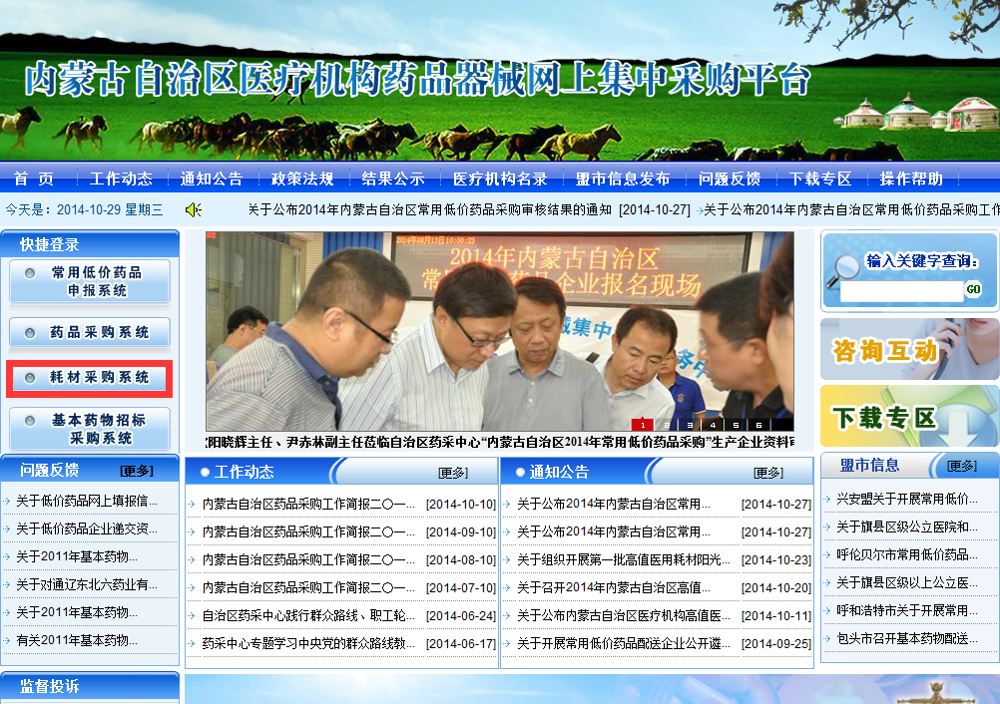 内蒙古自治区医疗机构药品器械网上集中采购平台
首 页 工作动态 通知公告 政策法规 结果公示 医疗机构名录 盟市信息发布 问题反馈 下载专区 操作帮助
今天是：2014-10-29 星期三
关于公布2014年内蒙古自治区常用低价药品采购审核结果的通知 [2014-10-27] 关于公布2014年内蒙古自治区常用低价药品采购工作
快捷登录
常用低价药品
申报系统
药品采购系统
耗材采购系统
基本药物招标
采购系统
2014年08月13日10:00:23
2014年内蒙古自治区
企业报名现场
1 2 3 4 5 6
阳晓辉主任、尹赤林副主任莅临自治区药采中心“内蒙古自治区2014年常用低价药品采购”生产企业资料
输入关键字查询:
GO
咨询互动
下载专区
问题反馈 [更多]
关于低价药品网上填报信...
关于低价药品企业递交资...
关于2011年基本药物...
关于对通辽东北六药业有...
关于2011年基本药物...
有关2011年基本药物...
工作动态 [更多]
内蒙古自治区药品采购工作简报二〇一... [2014-10-10]
内蒙古自治区药品采购工作简报二〇一... [2014-09-10]
内蒙古自治区药品采购工作简报二〇一... [2014-08-10]
内蒙古自治区药品采购工作简报二〇一... [2014-07-10]
自治区药采中心践行群众路线、职工轮... [2014-06-24]
药采中心专题学习中央党的群众路线教... [2014-06-17]
通知公告 [更多]
关于公布2014年内蒙古自治区常用... [2014-10-27]
关于公布2014年内蒙古自治区常用... [2014-10-27]
关于组织开展第一批高值医用耗材阳光... [2014-10-23]
关于召开2014年内蒙古自治区高值... [2014-10-20]
关于公布内蒙古自治区医疗机构高值医... [2014-10-11]
关于开展常用低价药品配送企业公开遴... [2014-09-25]
盟市信息 [更多]
兴安盟关于开展常用低价...
关于旗县区级公立医院和...
呼伦贝尔市常用低价药品...
关于旗县区级以上公立医...
呼和浩特市关于开展常用...
包头市召开基本药物配送...
监督投诉